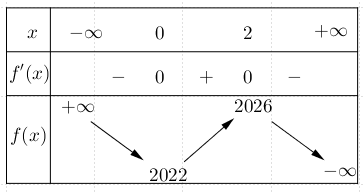 x −∞ 0 2 +∞
f′(x) − 0 + 0 −
+∞ 2026
f(x)
2022 −∞